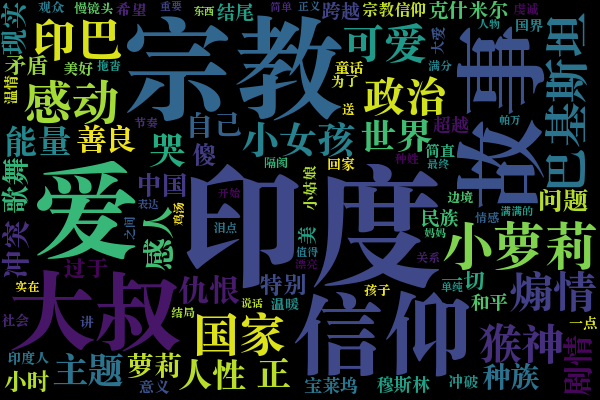 观众 慢镜头 希望 重要 东西 结尾 简单 正义 跨越 宗教信仰 克什米尔 虔诚
现实 印巴 宗教 可爱 大爱 事 人物 国界 巴基斯坦
矛盾 美好 拖沓 童话 满分
温情 感动 为了 政治 故
节奏 自己 送 超越 帕万
能量 善良 哭 傻 小女孩 世界 简直 最终
隔阂 回家 种姓
歌舞 爱 中国 开始 印度 小姑娘 边境 满满的 问题
表达 鸡汤 民族 情感
之间 感人 泪点 美 妈妈 小萝莉
冲突 过于 值得 漂亮 关系
实在 大叔 仇恨 特别 孩子 单纯 一切 煽情
温暖 信仰 和平
社会 讲 结局 国家 说话 猴神 一点
印度人 主题 萝莉 人性 正 剧情
小时 意义 宝莱坞 穆斯林 冲破 种族